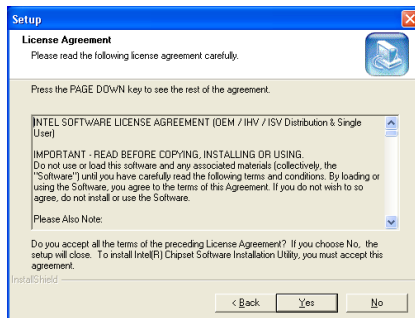 Setup
License Agreement
Please read the following license agreement carefully.
Press the PAGE DOWN key to see the rest of the agreement.
INTEL SOFTWARE LICENSE AGREEMENT (OEM / IHV / ISV Distribution & Single
User)
IMPORTANT - READ BEFORE COPYING, INSTALLING OR USING.
Do not use or load this software and any associated materials (collectively, the
"Software") until you have carefully read the following terms and conditions. By loading or
using the Software, you agree to the terms of this Agreement. If you do not wish to so
agree, do not install or use the Software.
Please Also Note:
Do you accept all the terms of the preceding License Agreement? If you choose No, the
setup will close. To install Intel(R) Chipset Software Installation Utility, you must accept this
agreement.
InstallShield
< Back
Yes
No